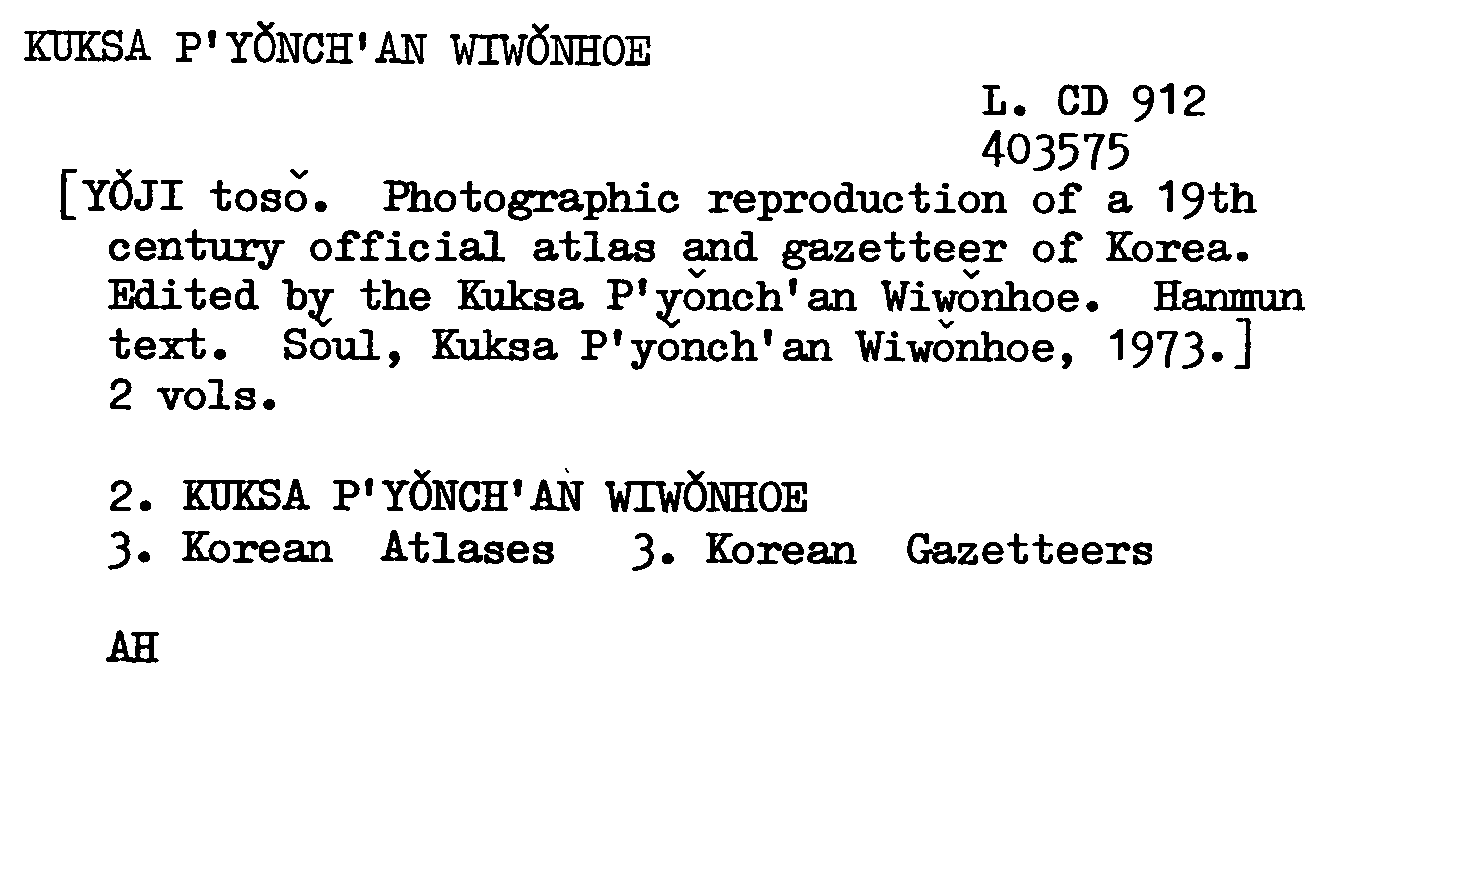 KUKSA P'YŎNCH'AN WIWŎNHOE
L. CD 912
403575
[YŎJI tosŏ. Photographic reproduction of a 19th
century official atlas and gazetteer of Korea.
Edited by the Kuksa P'yŏnch'an Wiwŏnhoe. Hanmun
text. Sŏul, Kuksa P'yŏnch'an Wiwŏnhoe, 1973.]
2 vols.
2. KUKSA P'YŎNCH'AN WIWŎNHOE
3. Korean Atlases 3. Korean Gazetteers
AH